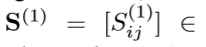 𝐒⁽¹⁾ = [S_{ij}^{(1)}] ∈